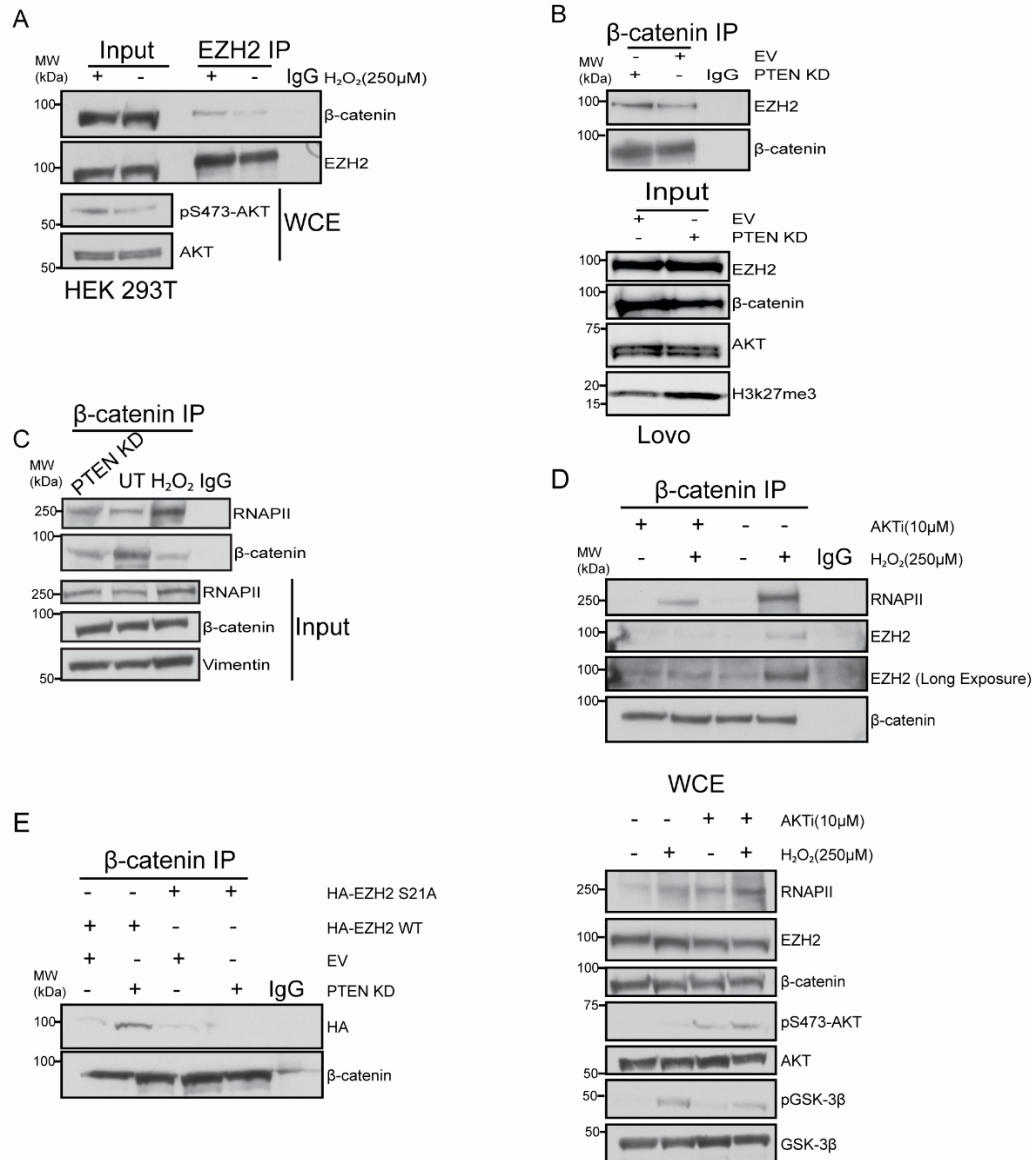 A
Input EZH2 IP
MW
(kDa) + - + - IgG H₂O₂(250µM)
100 β-catenin
100 EZH2
50 pS473-AKT
WCE
50 AKT
HEK 293T
B
β-catenin IP
MW
(kDa) - + EV
+ - IgG PTEN KD
100 EZH2
100 β-catenin
Input
+ - EV
- + PTEN KD
100 EZH2
100 β-catenin
75 AKT
20 H3k27me3
15
Lovo
C
β-catenin IP
MW
(kDa) PTEN KD UT H₂O₂ IgG
250 RNAPII
100 β-catenin
250 RNAPII
100 β-catenin
Input
50 Vimentin
D
β-catenin IP
+ + - - AKTi(10µM)
MW
(kDa) - + - + IgG H₂O₂(250µM)
250 RNAPII
100 EZH2
100 EZH2 (Long Exposure)
100 β-catenin
WCE
- - + + AKTi(10µM)
- + - + H₂O₂(250µM)
250 RNAPII
100 EZH2
100 β-catenin
75 pS473-AKT
50 AKT
50 pGSK-3β
50 GSK-3β
E
β-catenin IP
- - + + HA-EZH2 S21A
+ + - - HA-EZH2 WT
+ - + - EV
MW
(kDa) - + - + IgG PTEN KD
100 HA
100 β-catenin